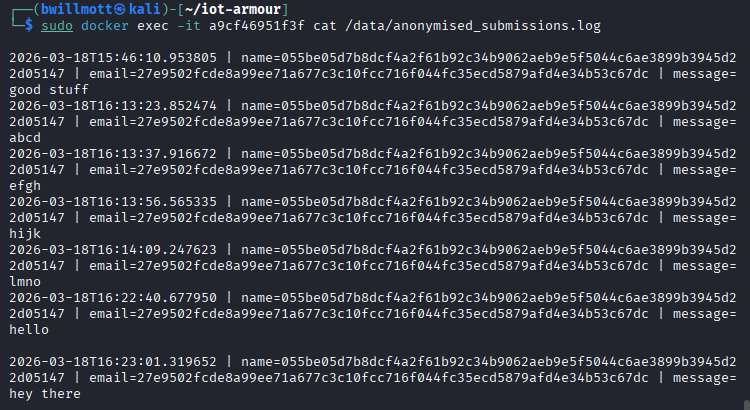 ┌──(bwillmott㉿kali)-[~/iot-armour]
└─$ sudo docker exec -it a9cf46951f3f cat /data/anonymised_submissions.log

2026-03-18T15:46:10.953805 | name=055be05d7b8dcf4a2f61b92c34b9062aeb9e5f5044c6ae3899b3945d2
2d05147 | email=27e9502fcde8a99ee71a677c3c10fcc716f044fc35ecd5879afd4e34b53c67dc | message=
good stuff
2026-03-18T16:13:23.852474 | name=055be05d7b8dcf4a2f61b92c34b9062aeb9e5f5044c6ae3899b3945d2
2d05147 | email=27e9502fcde8a99ee71a677c3c10fcc716f044fc35ecd5879afd4e34b53c67dc | message=
abcd
2026-03-18T16:13:37.916672 | name=055be05d7b8dcf4a2f61b92c34b9062aeb9e5f5044c6ae3899b3945d2
2d05147 | email=27e9502fcde8a99ee71a677c3c10fcc716f044fc35ecd5879afd4e34b53c67dc | message=
efgh
2026-03-18T16:13:56.565335 | name=055be05d7b8dcf4a2f61b92c34b9062aeb9e5f5044c6ae3899b3945d2
2d05147 | email=27e9502fcde8a99ee71a677c3c10fcc716f044fc35ecd5879afd4e34b53c67dc | message=
hijk
2026-03-18T16:14:09.247623 | name=055be05d7b8dcf4a2f61b92c34b9062aeb9e5f5044c6ae3899b3945d2
2d05147 | email=27e9502fcde8a99ee71a677c3c10fcc716f044fc35ecd5879afd4e34b53c67dc | message=
lmno
2026-03-18T16:22:40.677950 | name=055be05d7b8dcf4a2f61b92c34b9062aeb9e5f5044c6ae3899b3945d2
2d05147 | email=27e9502fcde8a99ee71a677c3c10fcc716f044fc35ecd5879afd4e34b53c67dc | message=
hello

2026-03-18T16:23:01.319652 | name=055be05d7b8dcf4a2f61b92c34b9062aeb9e5f5044c6ae3899b3945d2
2d05147 | email=27e9502fcde8a99ee71a677c3c10fcc716f044fc35ecd5879afd4e34b53c67dc | message=
hey there